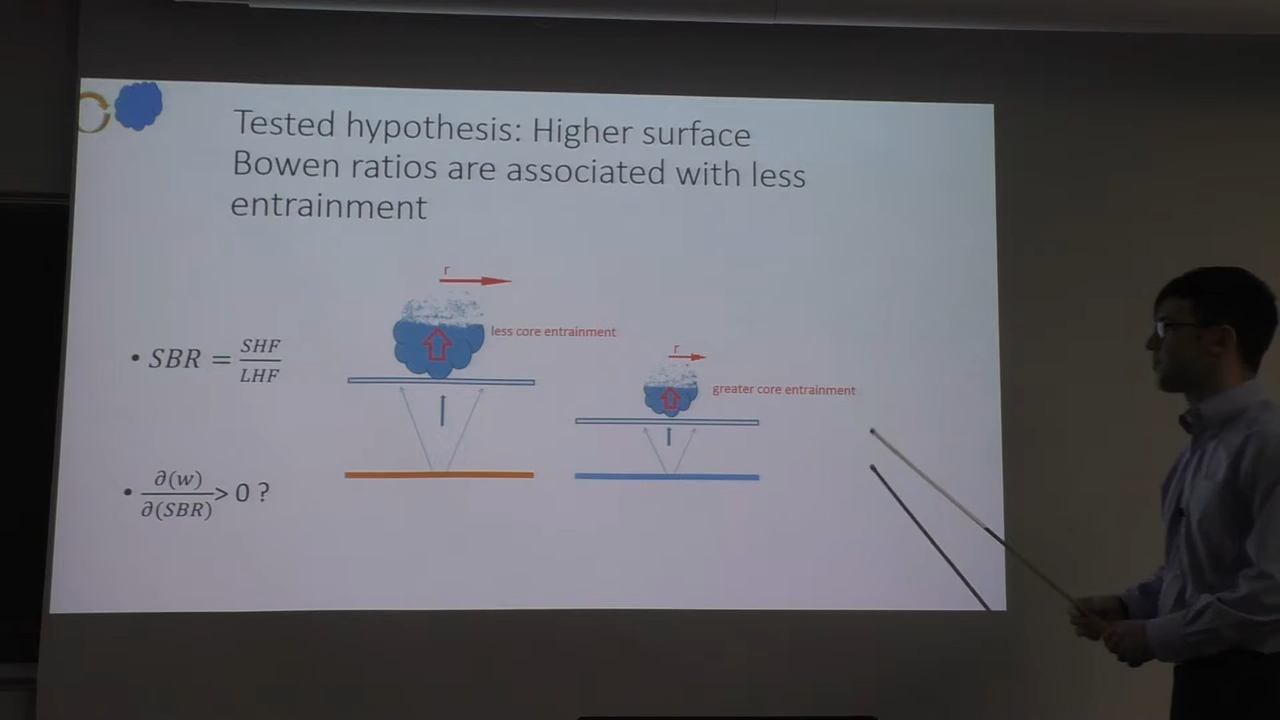 Tested hypothesis: Higher surface
Bowen ratios are associated with less
entrainment
r
less core entrainment
r
greater core entrainment
• SBR = SHF/LHF
• ∂(w)/∂(SBR) > 0 ?